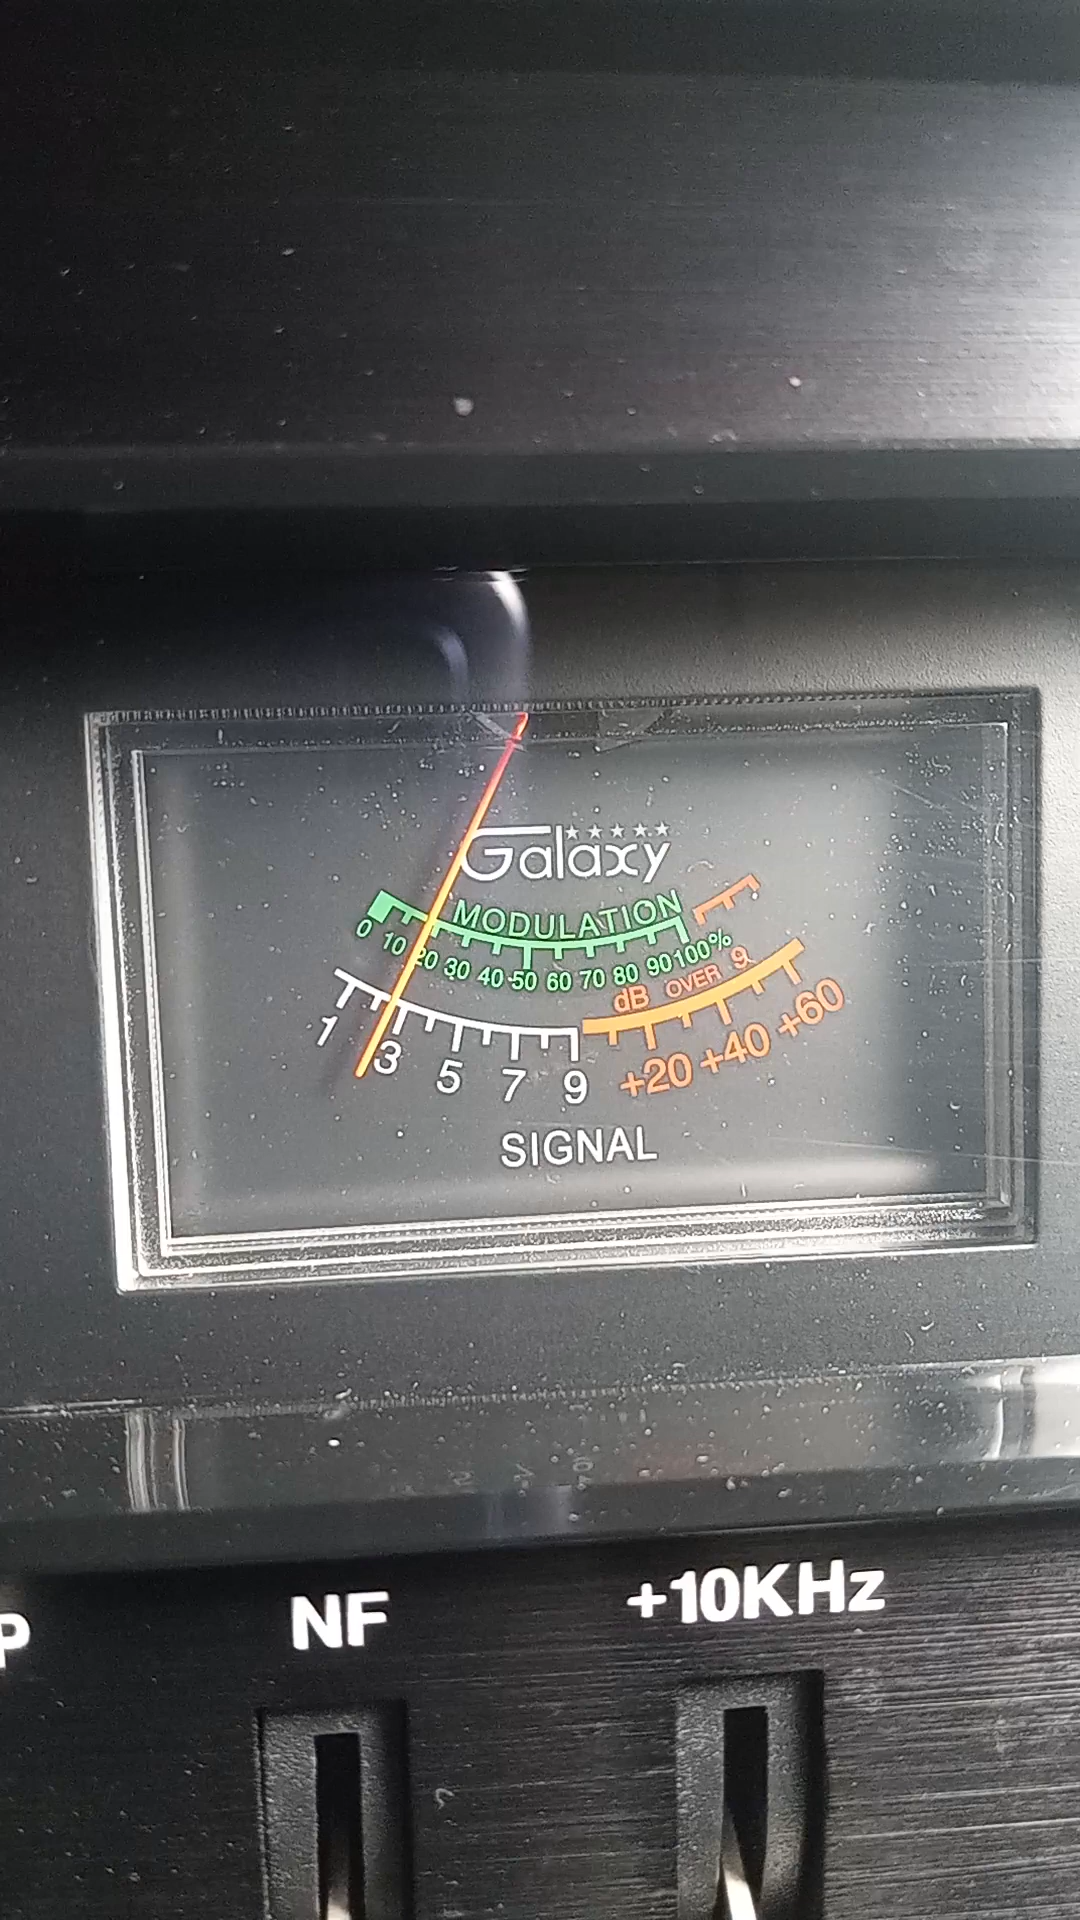 Galaxy
MODULATION
0 10 20 30 40 50 60 70 80 90 100%
dB OVER 9
1 3 5 7 9 +20 +40 +60
SIGNAL
P
NF
+10KHz